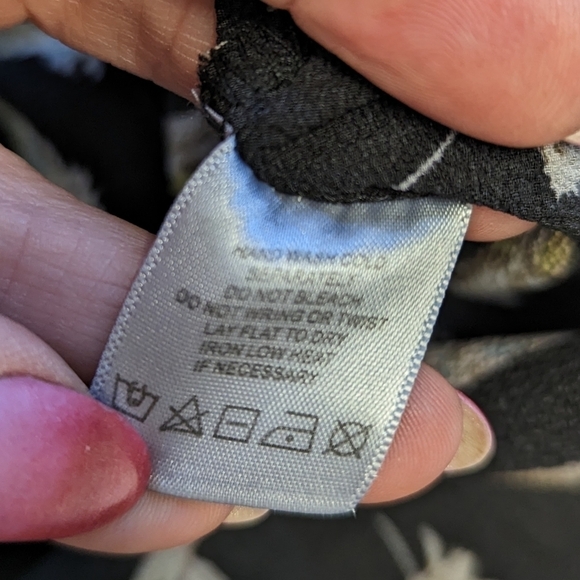 HAND WASH COLD
SEPARATELY
DO NOT BLEACH
DO NOT WRING OR TWIST
LAY FLAT TO DRY
IRON LOW HEAT
IF NECESSARY